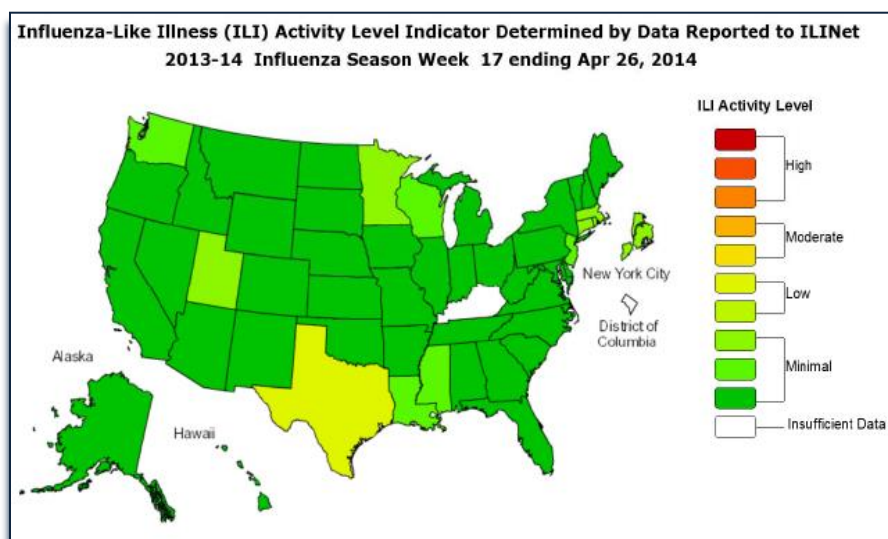 Influenza-Like Illness (ILI) Activity Level Indicator Determined by Data Reported to ILINet
2013-14 Influenza Season Week 17 ending Apr 26, 2014
ILI Activity Level
High
Moderate
Low
Minimal
Insufficient Data
New York City
District of
Columbia
Alaska
Hawaii